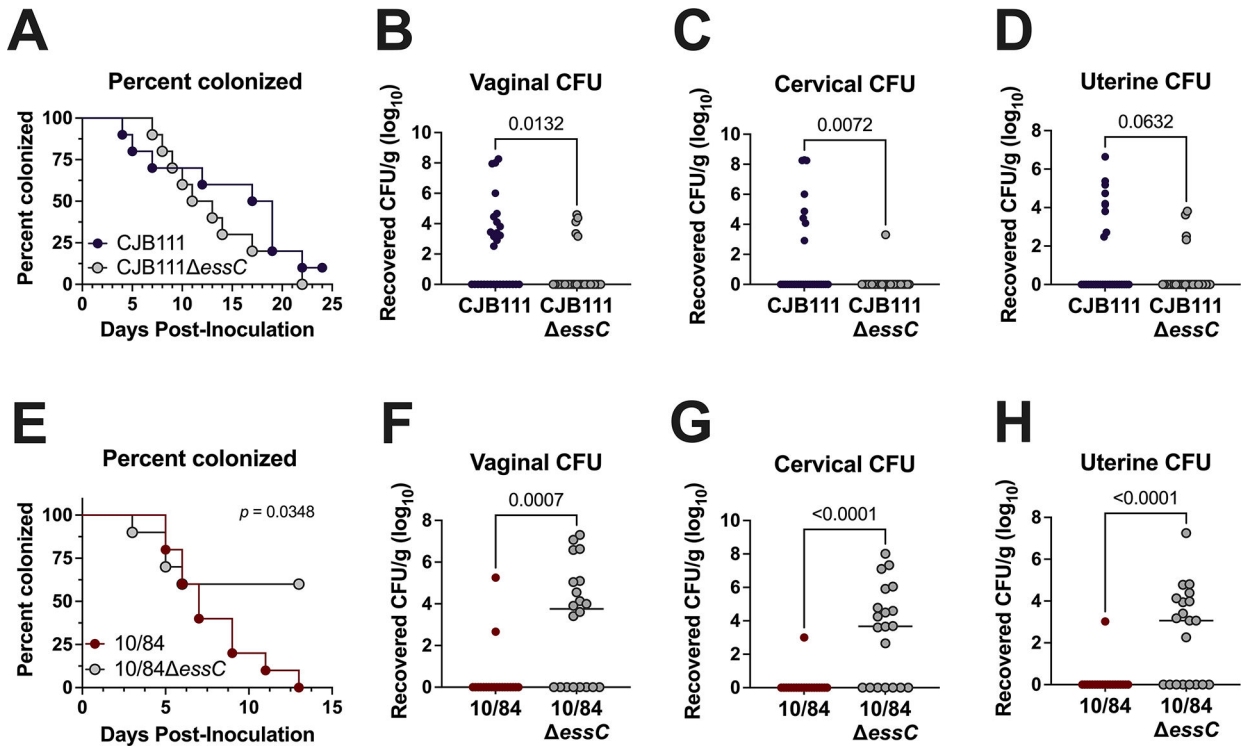 A
Percent colonized
Percent colonized
100
75
50
25
0
CJB111
CJB111ΔessC
0 5 10 15 20 25
Days Post-Inoculation
B
Vaginal CFU
Recovered CFU/g (log10)
0.0132
10
8
6
4
2
0
CJB111 CJB111
ΔessC
C
Cervical CFU
Recovered CFU/g (log10)
0.0072
10
8
6
4
2
0
CJB111 CJB111
ΔessC
D
Uterine CFU
Recovered CFU/g (log10)
0.0632
8
6
4
2
0
CJB111 CJB111
ΔessC
E
Percent colonized
Percent colonized
p = 0.0348
100
75
50
25
0
10/84
10/84ΔessC
0 5 10 15
Days Post-Inoculation
F
Vaginal CFU
Recovered CFU/g (log10)
0.0007
8
6
4
2
0
10/84 10/84
ΔessC
G
Cervical CFU
Recovered CFU/g (log10)
<0.0001
10
8
6
4
2
0
10/84 10/84
ΔessC
H
Uterine CFU
Recovered CFU/g (log10)
<0.0001
8
6
4
2
0
10/84 10/84
ΔessC